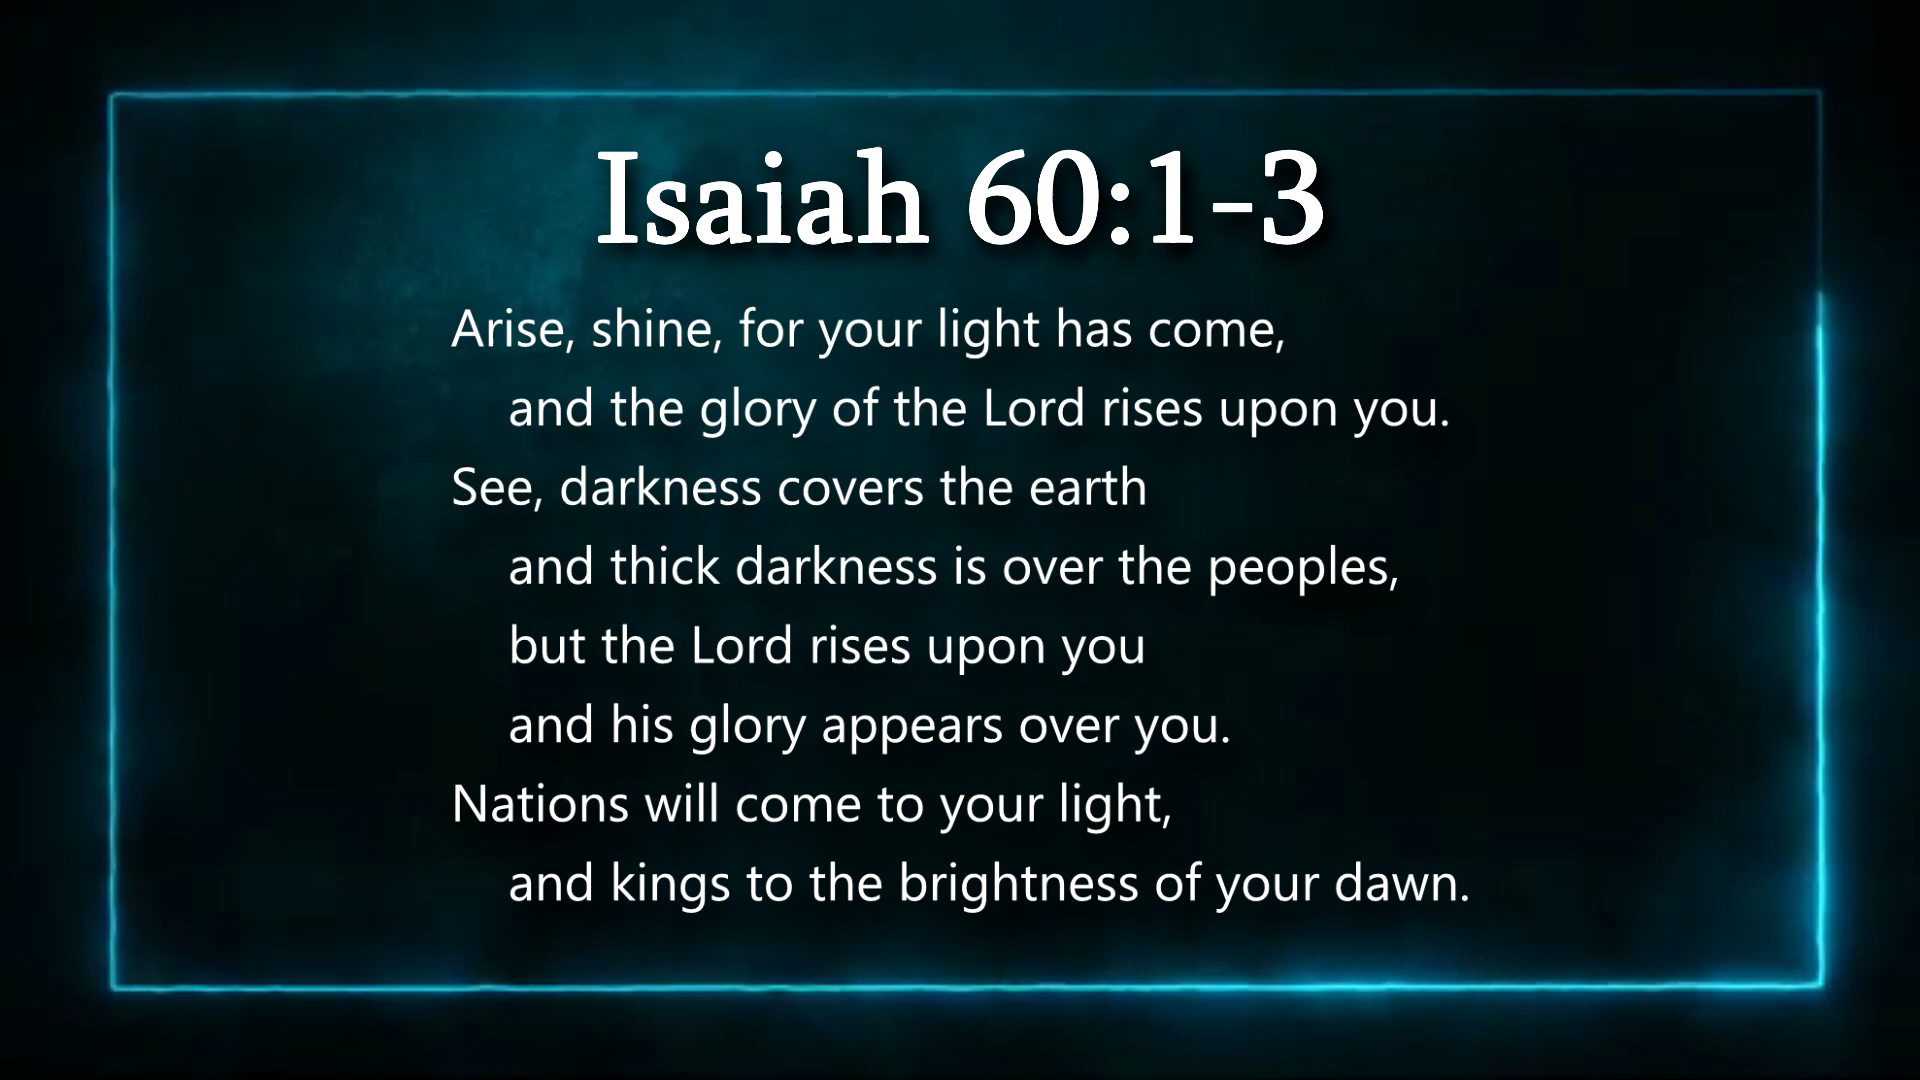 Isaiah 60:1-3
Arise, shine, for your light has come,
and the glory of the Lord rises upon you.
See, darkness covers the earth
and thick darkness is over the peoples,
but the Lord rises upon you
and his glory appears over you.
Nations will come to your light,
and kings to the brightness of your dawn.